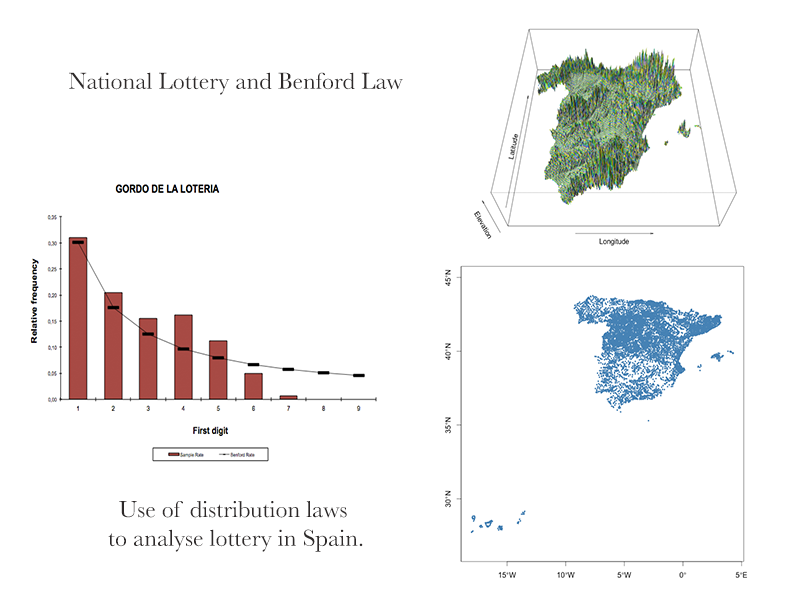 National Lottery and Benford Law
GORDO DE LA LOTERIA
Relative frequency
0,35
0,30
0,25
0,20
0,15
0,10
0,05
0,00
1 2 3 4 5 6 7 8 9
First digit
Sample Rate Benford Rate
Use of distribution laws
to analyse lottery in Spain.
Latitude
Elevation
Longitude
45°N
40°N
35°N
30°N
15°W 10°W 5°W 0° 5°E